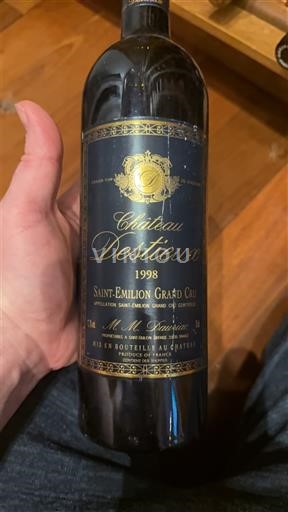 D
Château
Destieux
1998
SAINT-EMILION GRAND CRU
APPELLATION SAINT-EMILION GRAND CRU CONTRÔLÉE
M. M. Dauriac
MIS EN BOUTEILLE AU CHATEAU
PRODUCE OF FRANCE